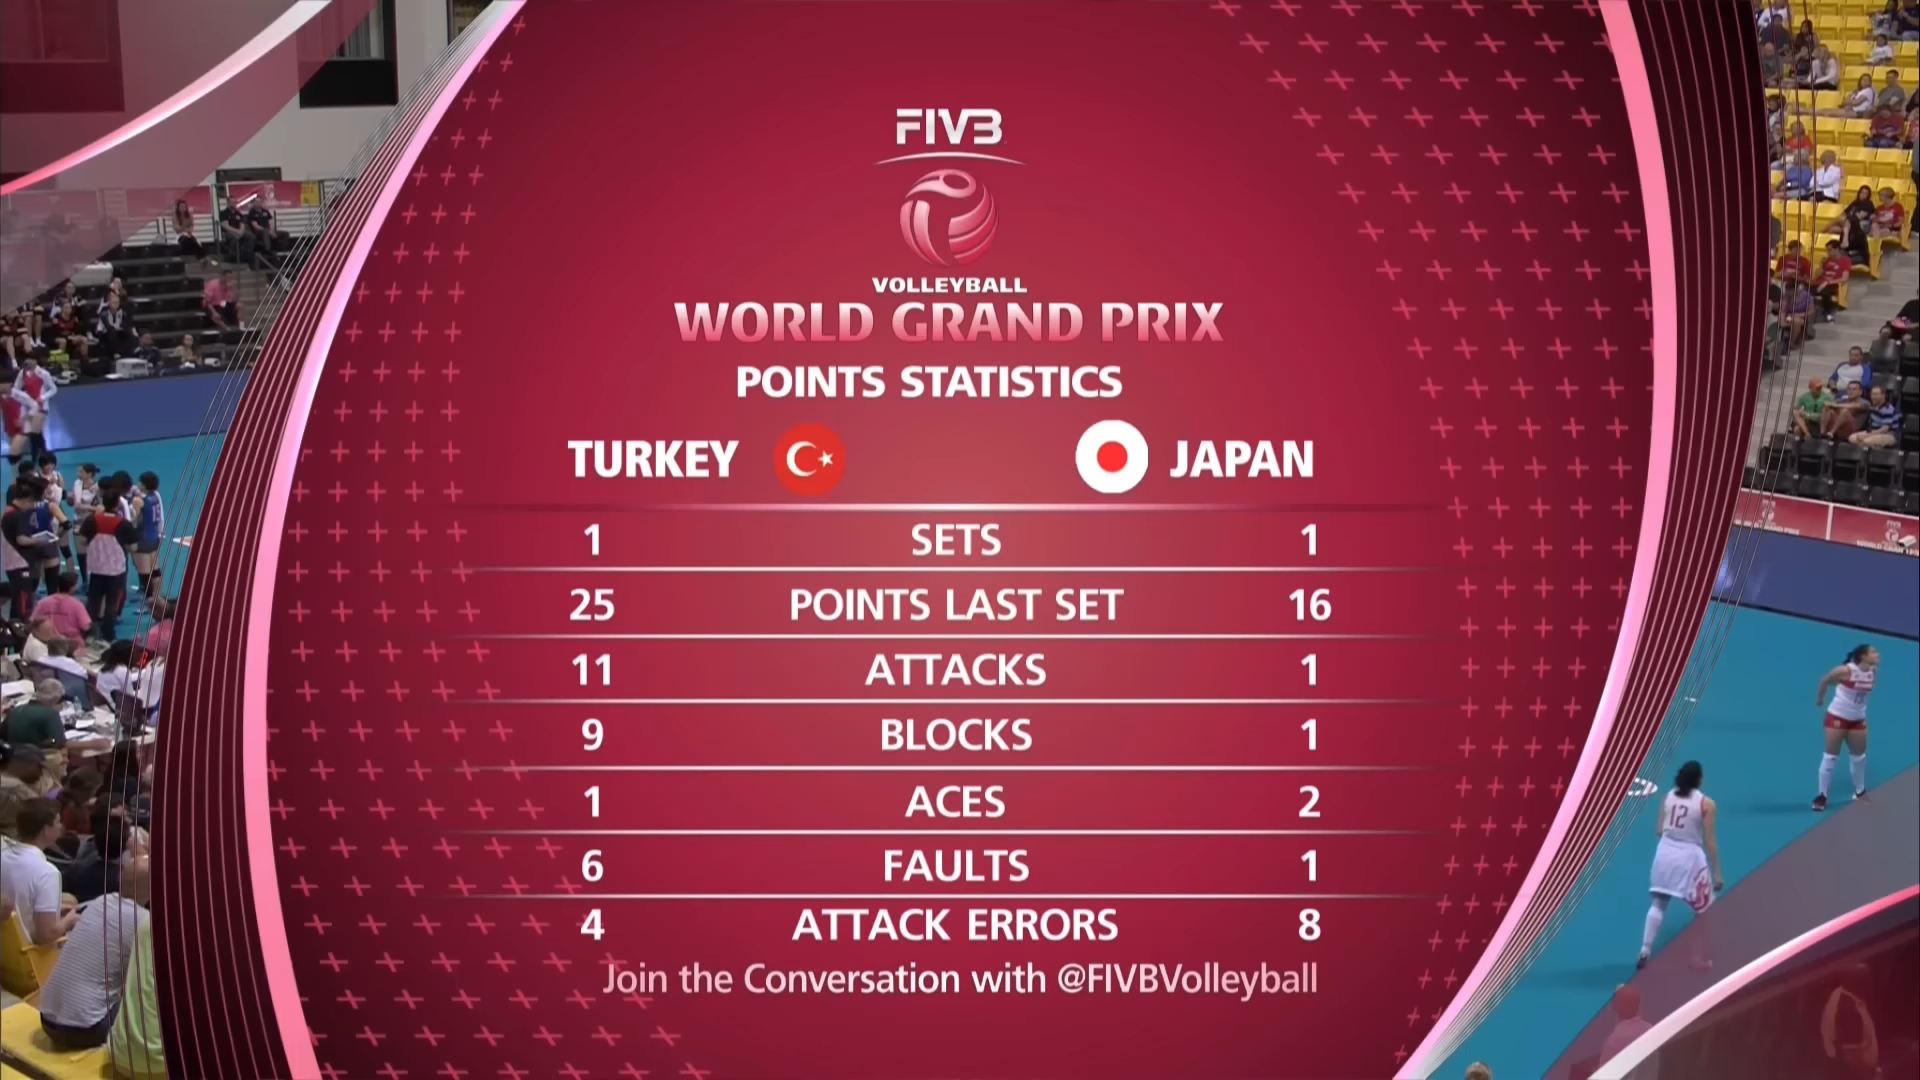 FIVB
VOLLEYBALL
WORLD GRAND PRIX
POINTS STATISTICS
TURKEY JAPAN
1 SETS 1
25 POINTS LAST SET 16
11 ATTACKS 1
9 BLOCKS 1
1 ACES 2
6 FAULTS 1
4 ATTACK ERRORS 8
Join the Conversation with @FIVBVolleyball
12
4